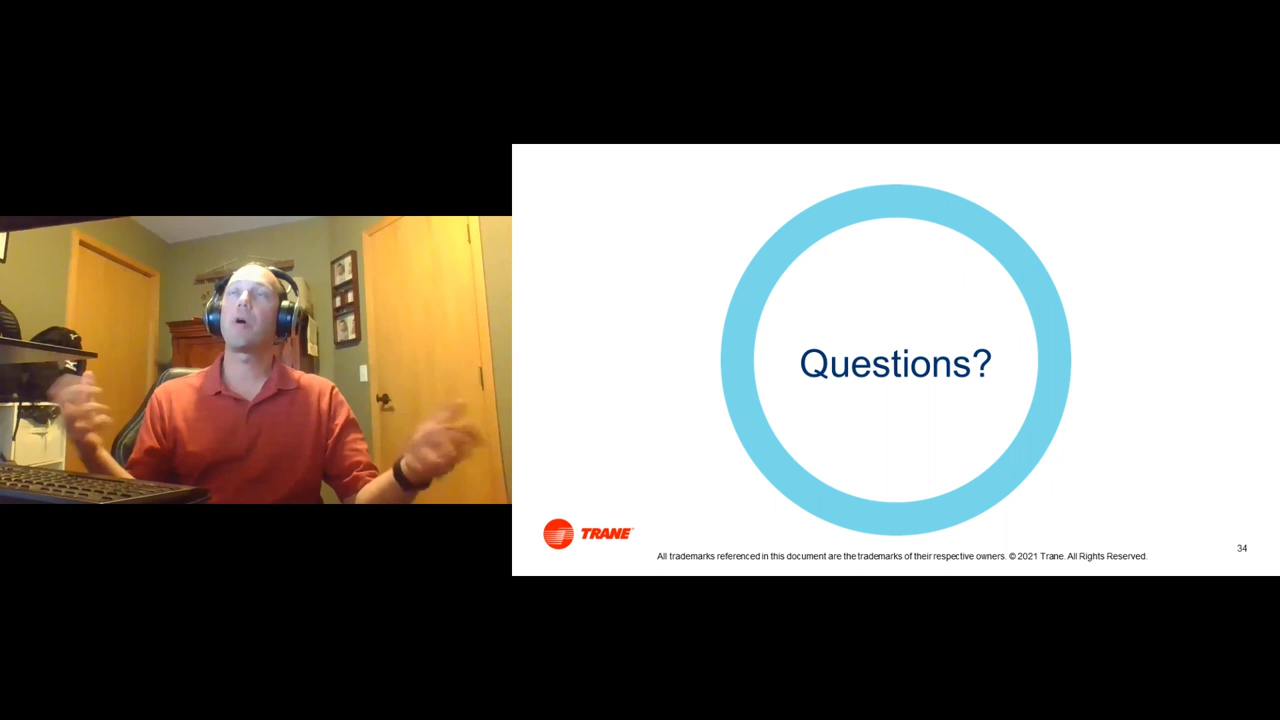 Questions?
TRANE
All trademarks referenced in this document are the trademarks of their respective owners. © 2021 Trane. All Rights Reserved.
34